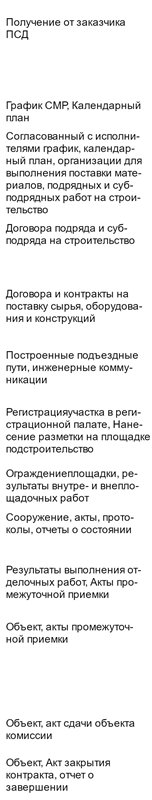 Получение от заказчика
ПСД
График СМР, Календарный
план
Согласованный с исполни-
телями график, календар-
ный план, организации для
выполнения поставки мате-
риалов, подрядных и суб-
подрядных работ на строи-
тельство
Договора подряда и суб-
подряда на строительство
Договора и контракты на
поставку сырья, оборудова-
ния и конструкций
Построенные подъездные
пути, инженерные комму-
никации
Регистрацияучастка в реги-
страционной палате, Нане-
сение разметки на площадке
подстроительство
Ограждениеплощадки, ре-
зультаты внутре- и внепло-
щадочных работ
Сооружение, акты, прото-
колы, отчеты о состоянии
Результаты выполнения от-
делочных работ, Акты про-
межуточной приемки
Объект, акты промежуточ-
ной приемки
Объект, акт сдачи объекта
комиссии
Объект, Акт закрытия
контракта, отчет о
завершении